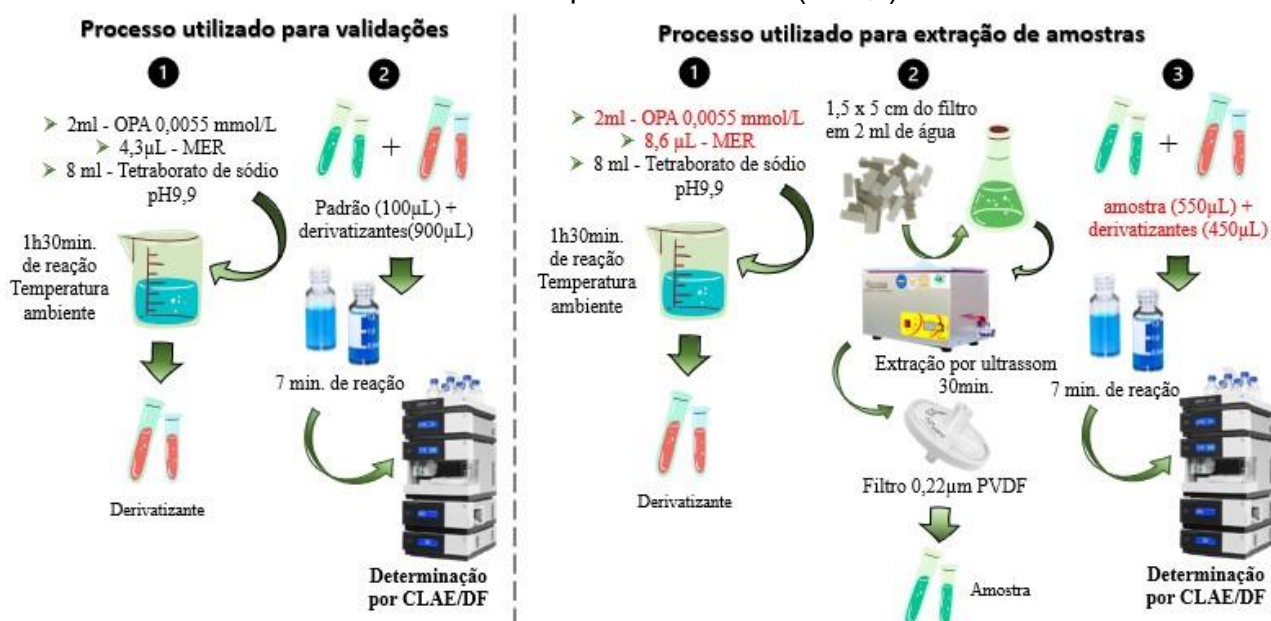 Processo utilizado para validações
1
➤ 2ml - OPA 0,0055 mmol/L
➤ 4,3µL - MER
➤ 8 ml - Tetraborato de sódio
pH9,9
1h30min.
de reação
Temperatura
ambiente
Derivatizante
2
+
Padrão (100µL) +
derivatizantes(900µL)
7 min. de reação
Determinação
por CLAE/DF
Processo utilizado para extração de amostras
1
➤ 2ml - OPA 0,0055 mmol/L
➤ 8,6 µL - MER
➤ 8 ml - Tetraborato de sódio
pH9,9
1h30min.
de reação
Temperatura
ambiente
Derivatizante
2
1,5 x 5 cm do filtro
em 2 ml de água
Extração por ultrassom
30min.
Filtro 0,22µm PVDF
Amostra
3
+
amostra (550µL) +
derivatizantes (450µL)
7 min. de reação
Determinação
por CLAE/DF